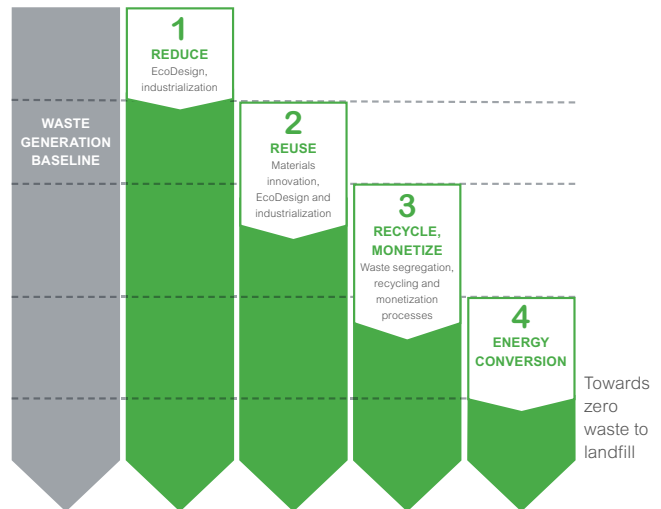 WASTE
GENERATION
BASELINE
1
REDUCE
EcoDesign,
industrialization
2
REUSE
Materials
innovation,
EcoDesign and
industrialization
3
RECYCLE,
MONETIZE
Waste segregation,
recycling and
monetization
processes
4
ENERGY
CONVERSION
Towards
zero
waste to
landfill